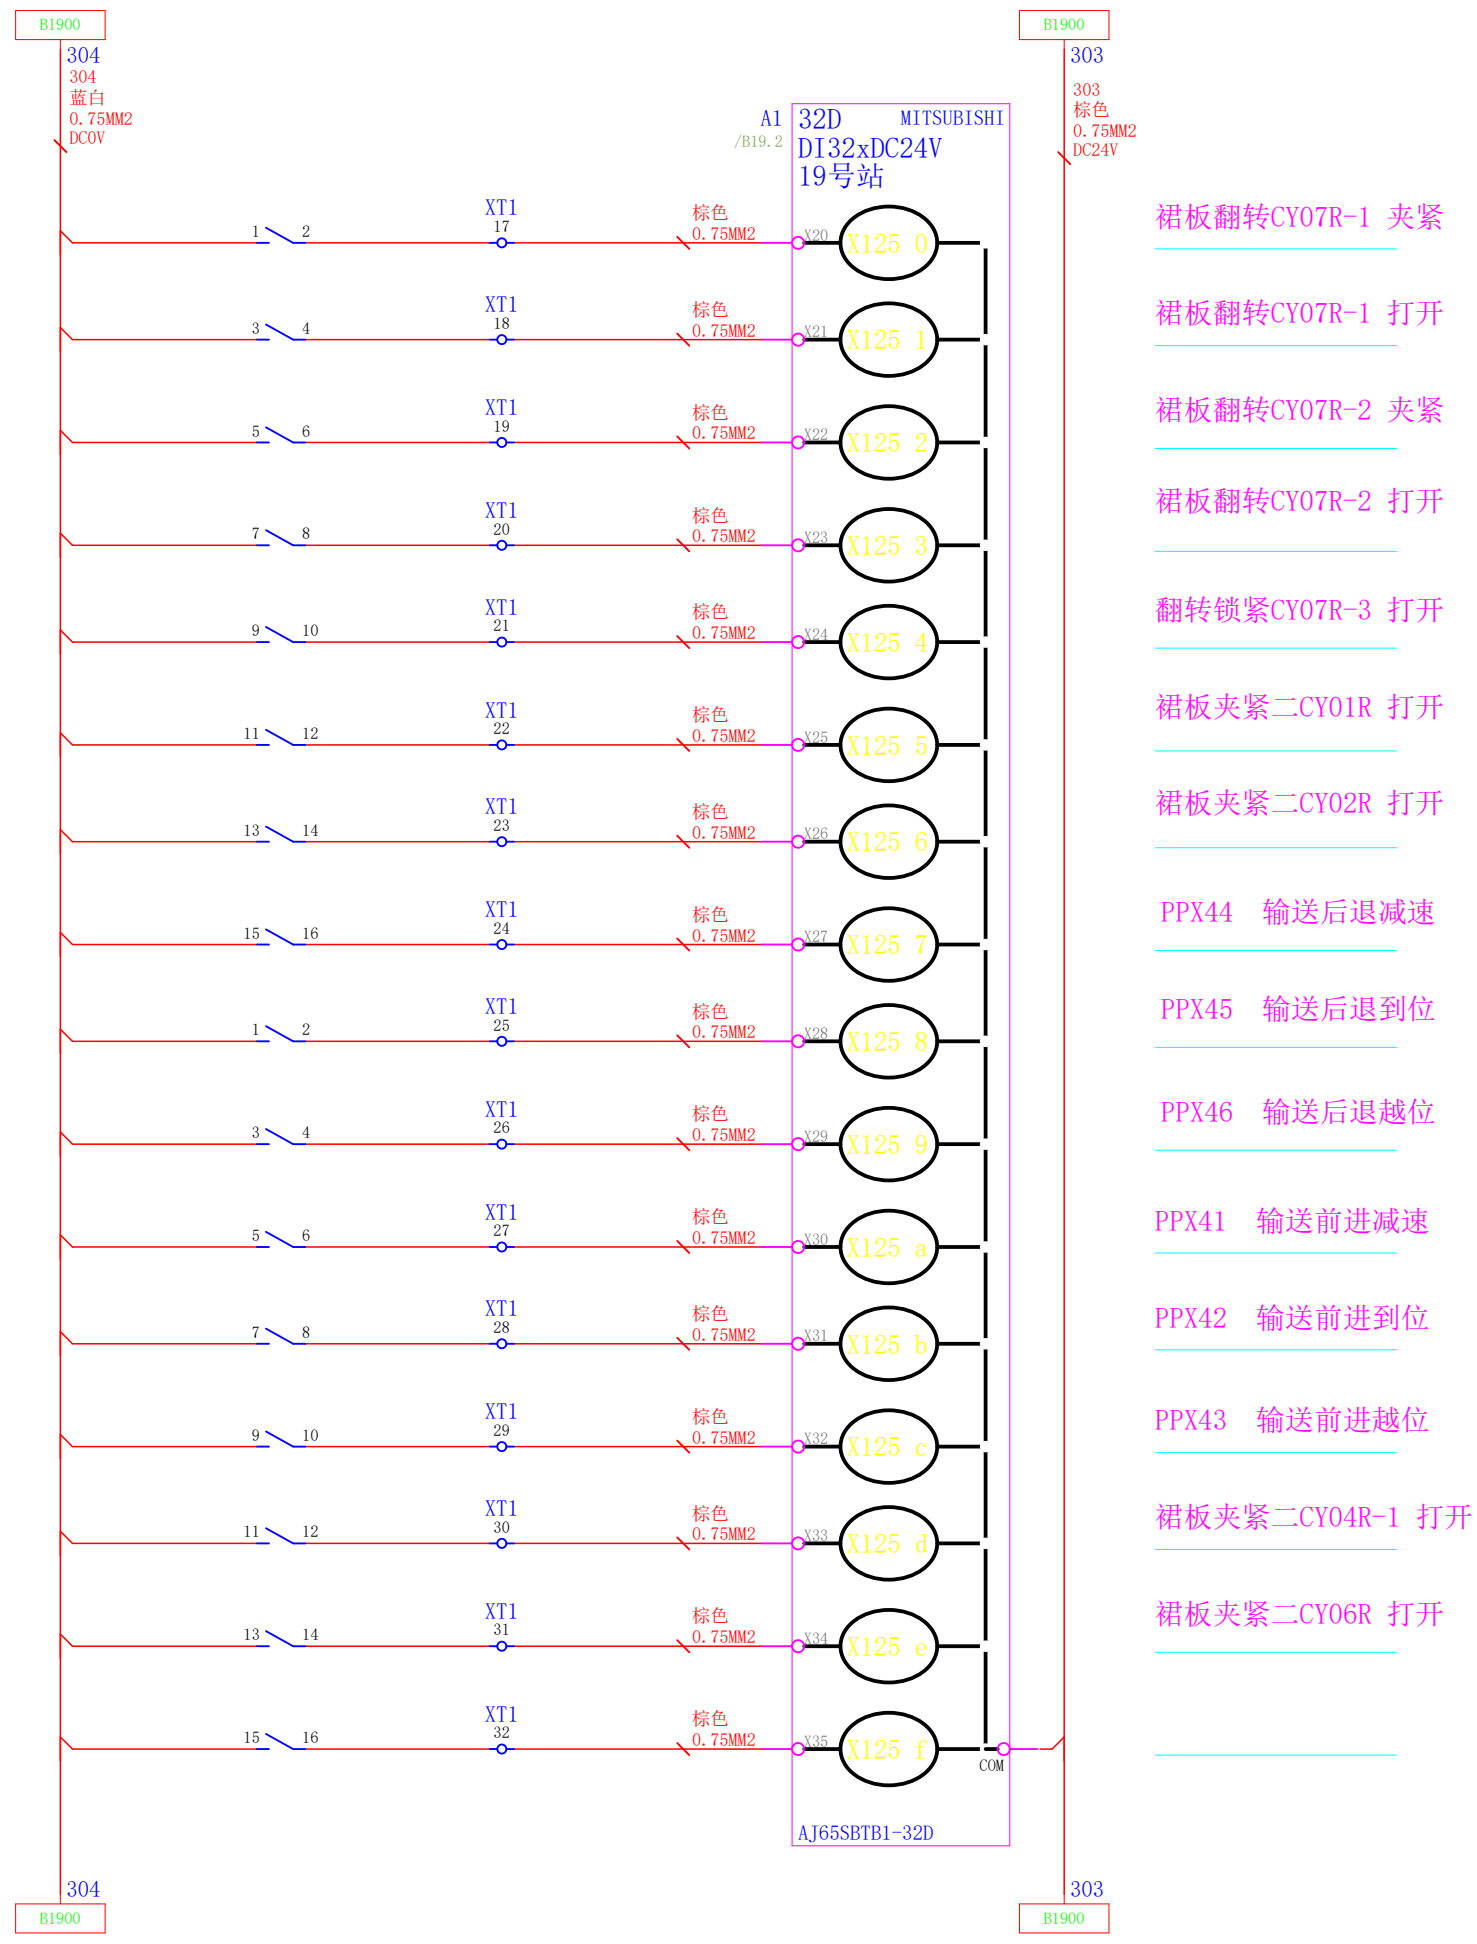 B1900
B1900
304
303
304
蓝白
0.75MM2
DC0V
303
棕色
0.75MM2
DC24V
A1
/B19.2
32D
MITSUBISHI
DI32xDC24V
19号站
1 2
XT1
17
棕色
0.75MM2
X20
X125 0
裙板翻转CY07R-1 夹紧
3 4
XT1
18
棕色
0.75MM2
X21
X125 1
裙板翻转CY07R-1 打开
5 6
XT1
19
棕色
0.75MM2
X22
X125 2
裙板翻转CY07R-2 夹紧
7 8
XT1
20
棕色
0.75MM2
X23
X125 3
裙板翻转CY07R-2 打开
9 10
XT1
21
棕色
0.75MM2
X24
X125 4
翻转锁紧CY07R-3 打开
11 12
XT1
22
棕色
0.75MM2
X25
X125 5
裙板夹紧二CY01R 打开
13 14
XT1
23
棕色
0.75MM2
X26
X125 6
裙板夹紧二CY02R 打开
15 16
XT1
24
棕色
0.75MM2
X27
X125 7
PPX44 输送后退减速
1 2
XT1
25
棕色
0.75MM2
X28
X125 8
PPX45 输送后退到位
3 4
XT1
26
棕色
0.75MM2
X29
X125 9
PPX46 输送后退越位
5 6
XT1
27
棕色
0.75MM2
X30
X125 a
PPX41 输送前进减速
7 8
XT1
28
棕色
0.75MM2
X31
X125 b
PPX42 输送前进到位
9 10
XT1
29
棕色
0.75MM2
X32
X125 c
PPX43 输送前进越位
11 12
XT1
30
棕色
0.75MM2
X33
X125 d
裙板夹紧二CY04R-1 打开
13 14
XT1
31
棕色
0.75MM2
X34
X125 e
裙板夹紧二CY06R 打开
15 16
XT1
32
棕色
0.75MM2
X35
X125 f
COM
AJ65SBTB1-32D
304
303
B1900
B1900